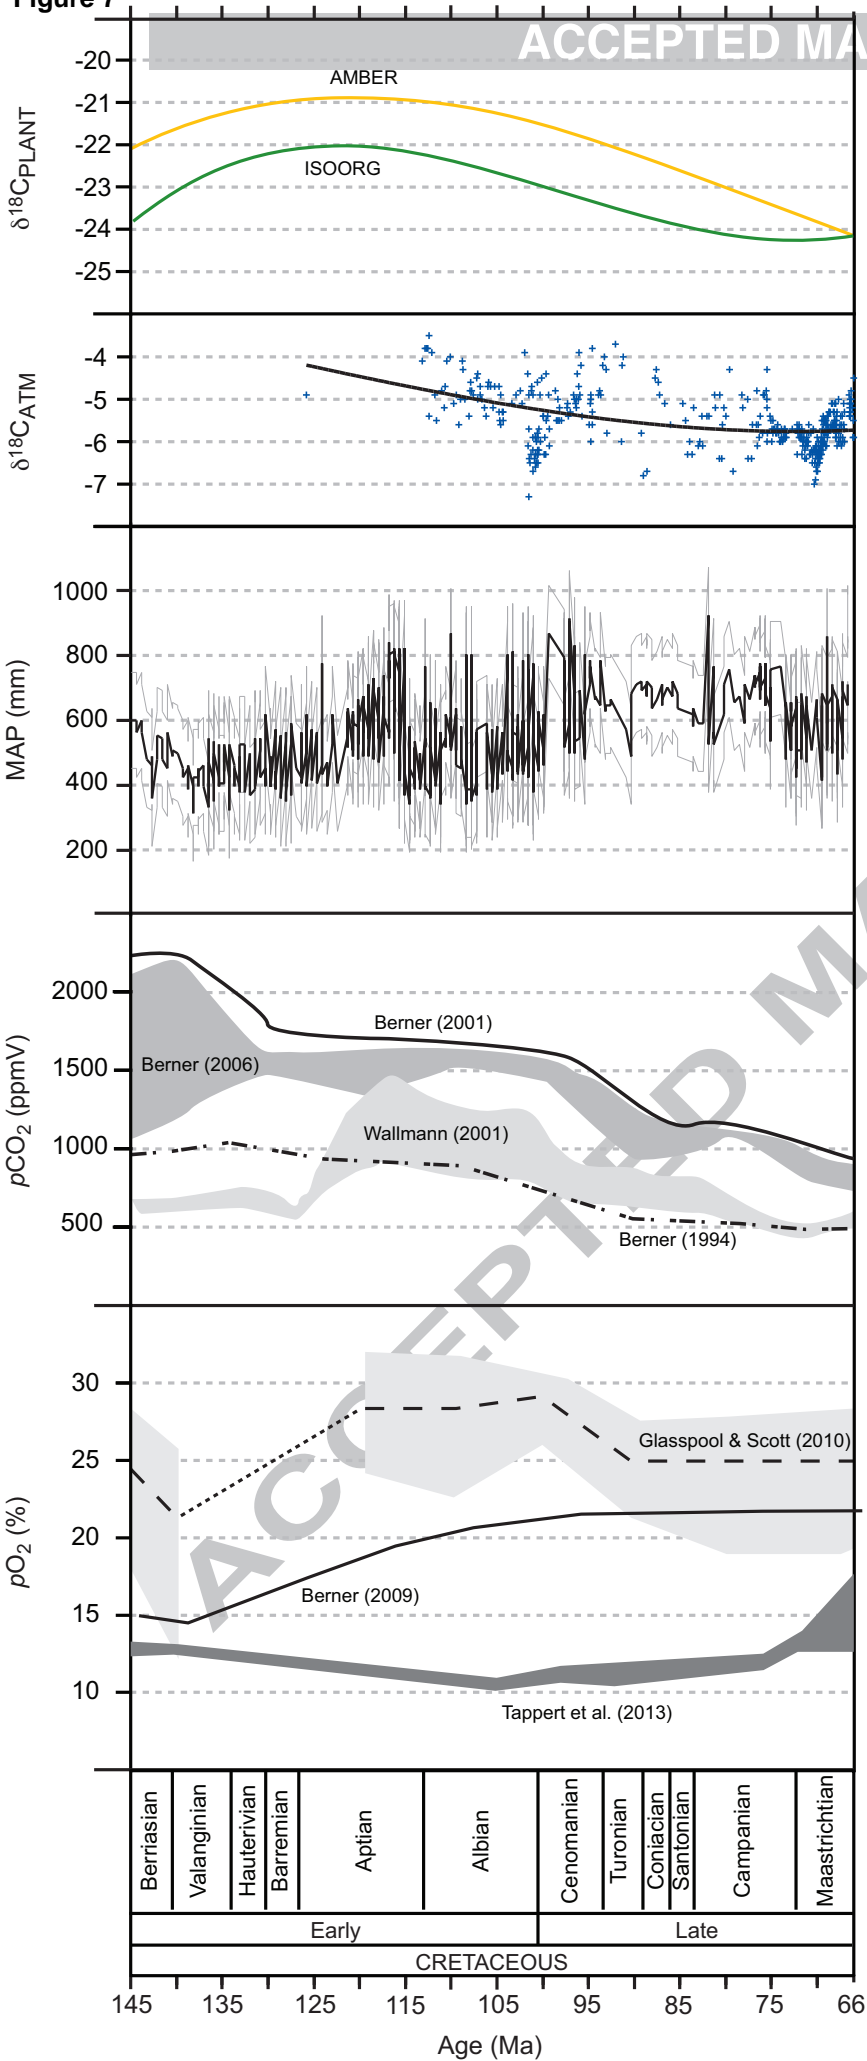 Figure 7
ACCEPTED MA
-20
-21
-22
-23
-24
-25
δ18CPLANT
AMBER
ISOORG
-4
-5
-6
-7
δ18CATM
1000
800
600
400
200
MAP (mm)
2000
1500
1000
500
pCO2 (ppmV)
Berner (2001)
Berner (2006)
Wallmann (2001)
Berner (1994)
30
25
20
15
10
pO2 (%)
Glasspool & Scott (2010)
Berner (2009)
Tappert et al. (2013)
ACCEPTED MA
Berriasian
Valanginian
Hauterivian
Barremian
Aptian
Albian
Cenomanian
Turonian
Coniacian
Santonian
Campanian
Maastrichtian
Early Late
CRETACEOUS
145 135 125 115 105 95 85 75 66
Age (Ma)